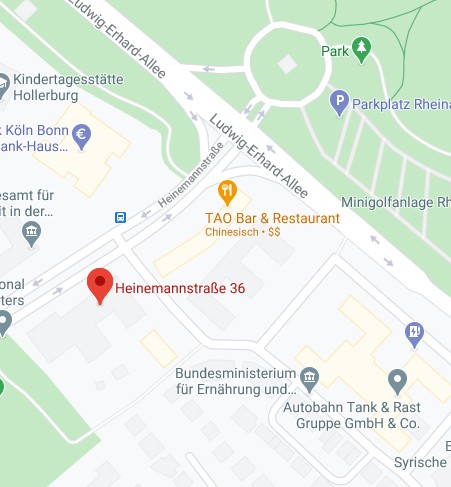 Ludwig-Erhard-Allee
Park
Kindertagesstätte
Hollerburg
Parkplatz Rheina
k Köln Bonn
ank-Haus...
Ludwig-Erhard-Allee
Heinemannstraße
esamt für
it in der...
TAO Bar & Restaurant
Chinesisch • $$
Minigolfanlage Rh
onal
ters
Heinemannstraße 36
Bundesministerium
für Ernährung und...
Autobahn Tank & Rast
Gruppe GmbH & Co.
E
Syrische